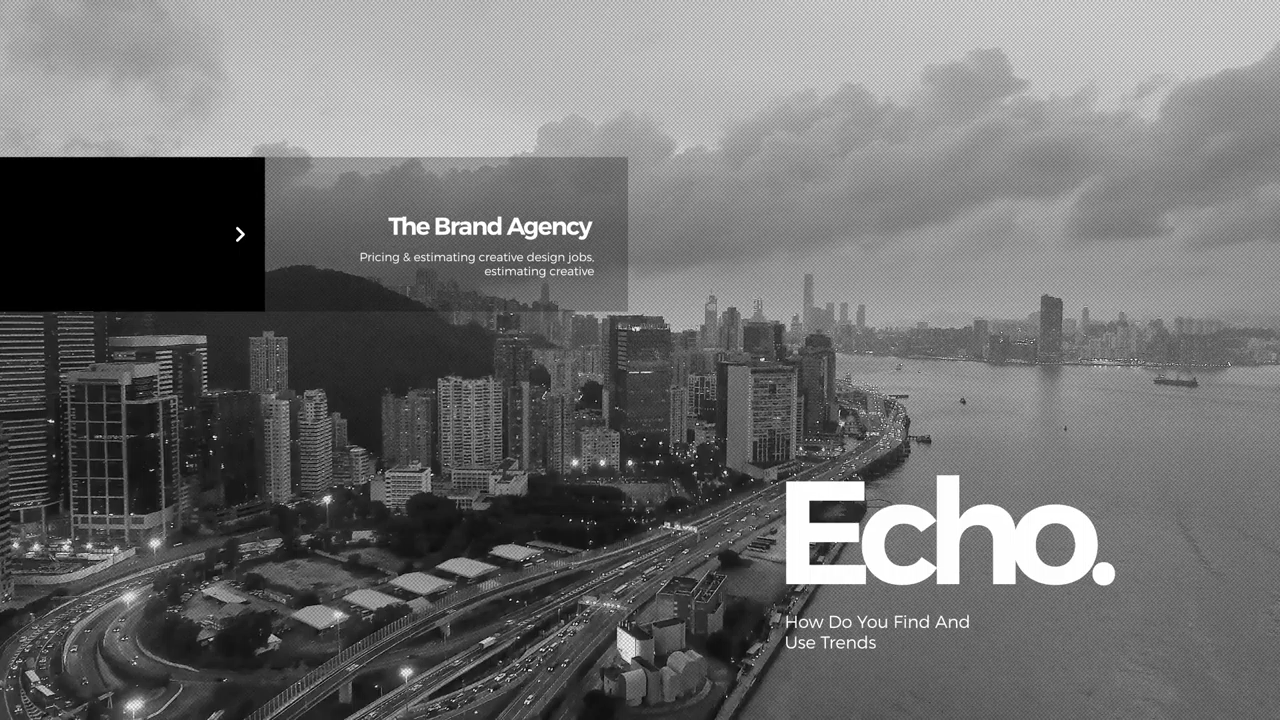 The Brand Agency
Pricing & estimating creative design jobs.
estimating creative
Echo.
How Do You Find And
Use Trends